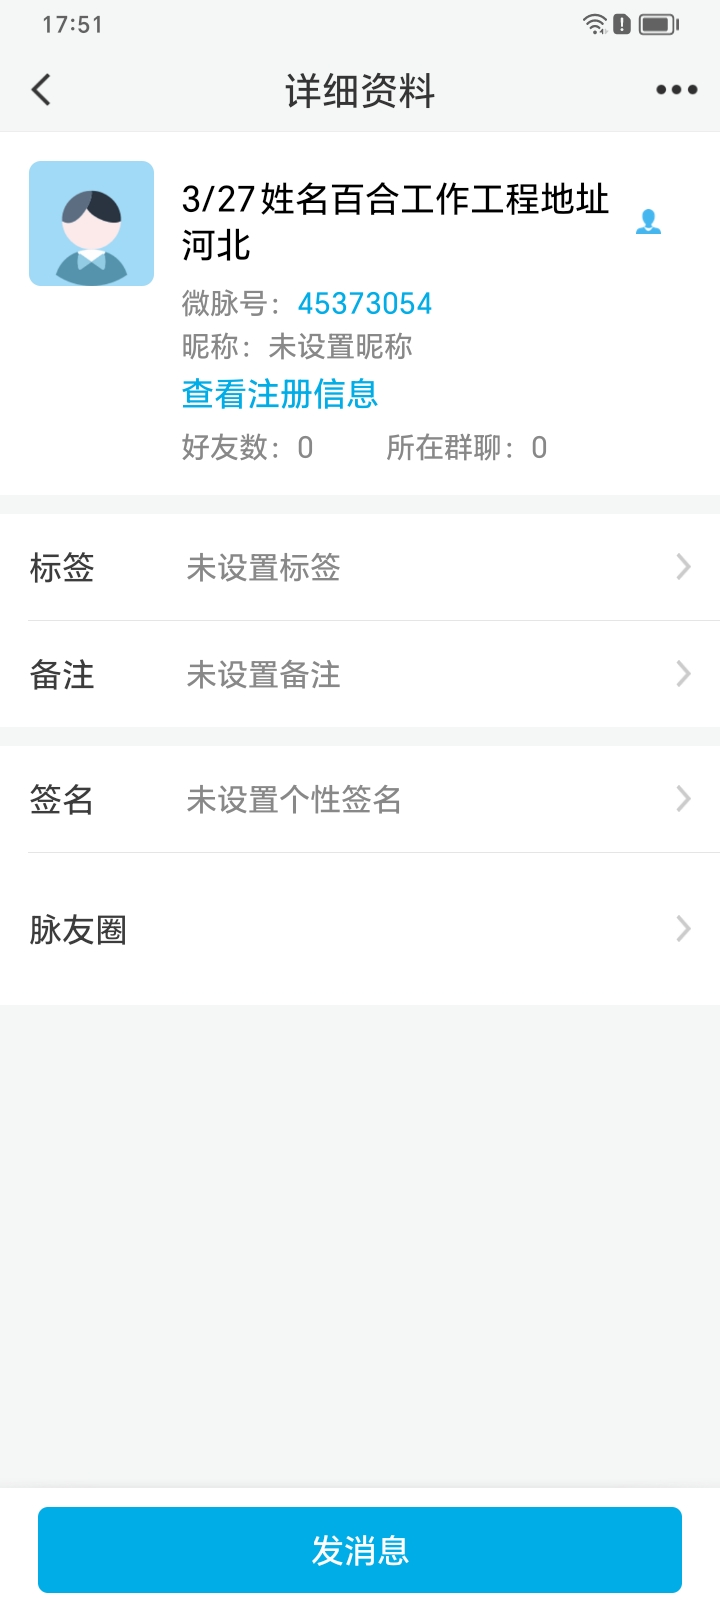 17:51
详细资料
3/27姓名百合工作工程地址
河北
微脉号：45373054
昵称：未设置昵称
查看注册信息
好友数：0 所在群聊：0
标签 未设置标签
备注 未设置备注
签名 未设置个性签名
脉友圈
发消息